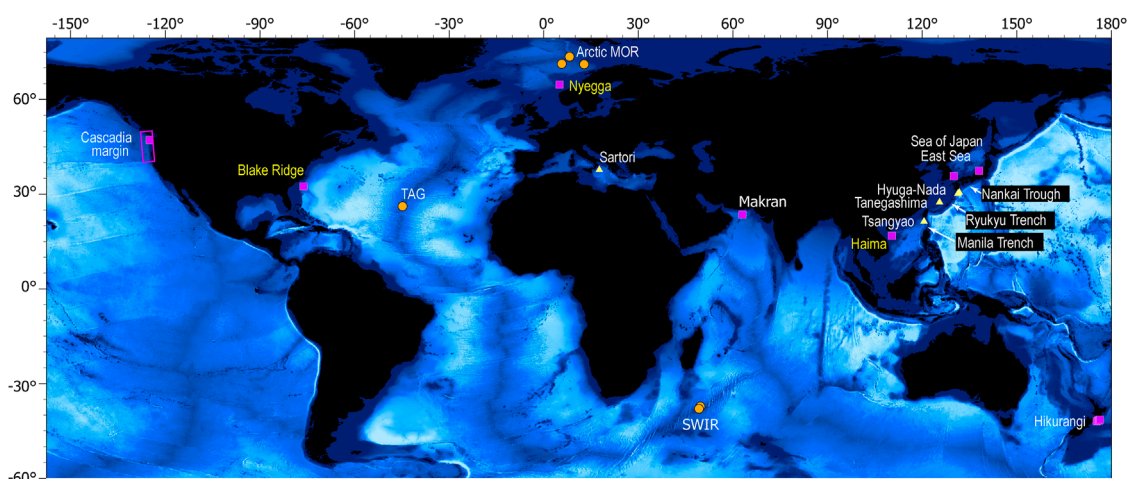 -150° -120° -90° -60° -30° 0° 30° 60° 90° 120° 150° 180°
Arctic MOR
Nyegga
60°
Cascadia
margin
Sea of Japan
East Sea
Sartori
Blake Ridge
30°
TAG
Hyuga-Nada
Nankai Trough
Makran
Tanegashima
Tsangyao
Ryukyu Trench
Haima
Manila Trench
0°
-30°
Hikurangi
SWIR
-60°